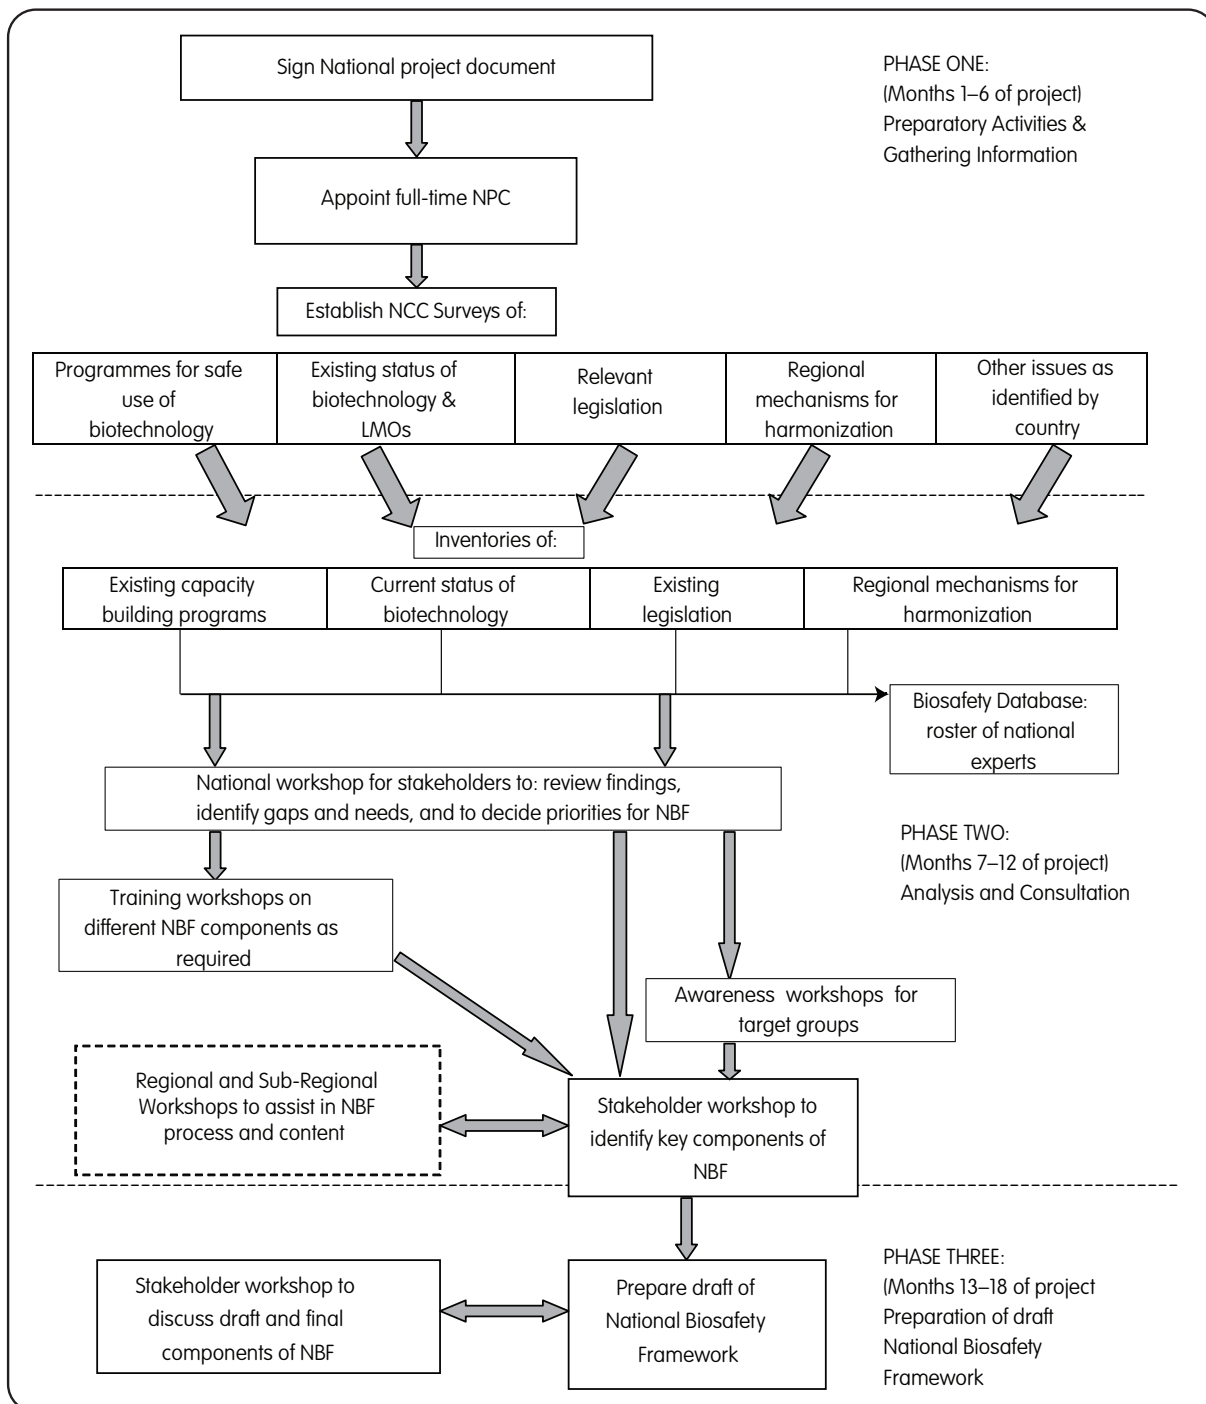 Sign National project document
PHASE ONE:
(Months 1–6 of project)
Preparatory Activities &
Gathering Information
Appoint full-time NPC
Establish NCC Surveys of:
Programmes for safe
use of
biotechnology
Existing status of
biotechnology &
LMOs
Relevant
legislation
Regional
mechanisms for
harmonization
Other issues as
identified by
country
Inventories of:
Existing capacity
building programs
Current status of
biotechnology
Existing
legislation
Regional mechanisms for
harmonization
Biosafety Database:
roster of national
experts
National workshop for stakeholders to: review findings,
identify gaps and needs, and to decide priorities for NBF
PHASE TWO:
(Months 7–12 of project)
Analysis and Consultation
Training workshops on
different NBF components as
required
Awareness workshops for
target groups
Regional and Sub-Regional
Workshops to assist in NBF
process and content
Stakeholder workshop to
identify key components of
NBF
Stakeholder workshop to
discuss draft and final
components of NBF
Prepare draft of
National Biosafety
Framework
PHASE THREE:
(Months 13–18 of project
Preparation of draft
National Biosafety
Framework